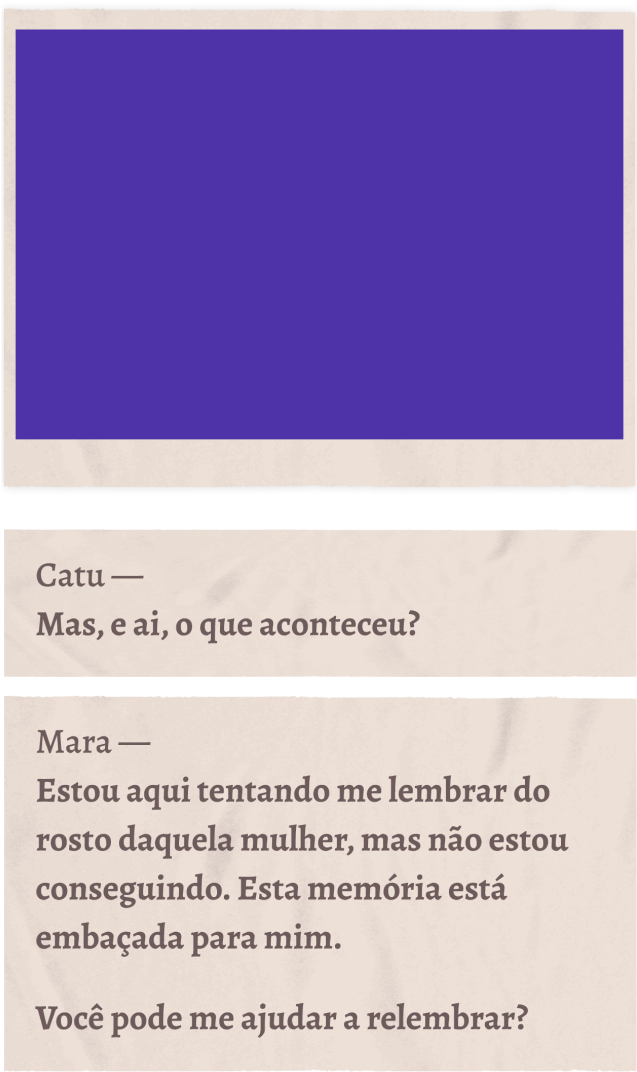 Catu —
Mas, e ai, o que aconteceu?
Mara —
Estou aqui tentando me lembrar do
rosto daquela mulher, mas não estou
conseguindo. Esta memória está
embaçada para mim.
Você pode me ajudar a relembrar?